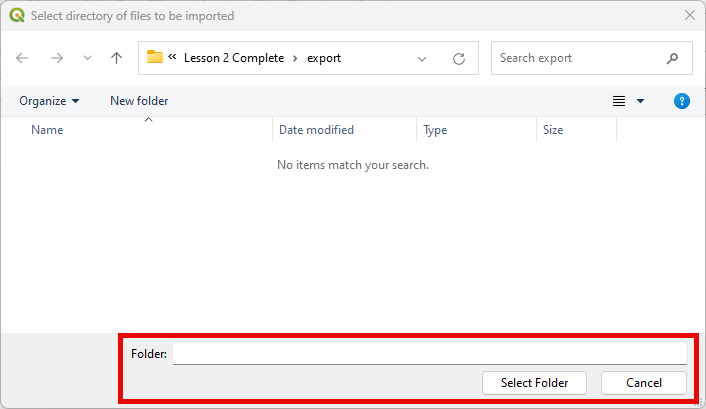 Select directory of files to be imported
« Lesson 2 Complete > export
Search export
Organize New folder
?
Name Date modified Type Size
No items match your search.
Folder:
Select Folder Cancel